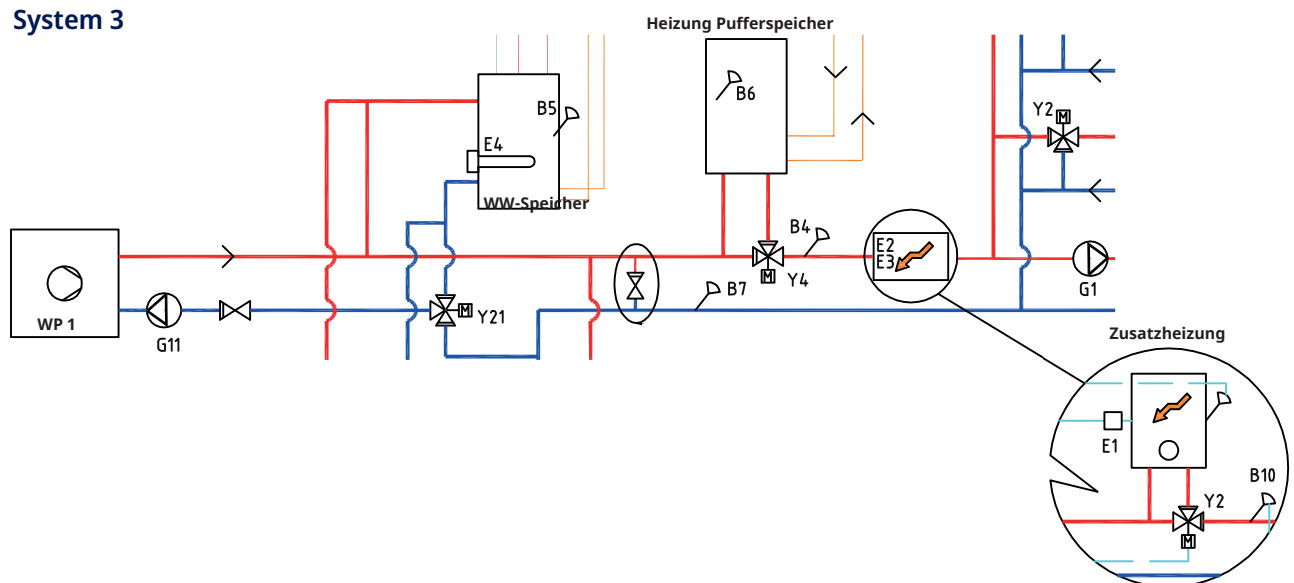 System 3
Heizung Pufferspeicher
B5
B6
Y2
E4
WW-Speicher
B4
E2
E3
WP 1
G11
Y21
B7
Y4
G1
M
M
M
Zusatzheizung
E1
B10
Y2
M